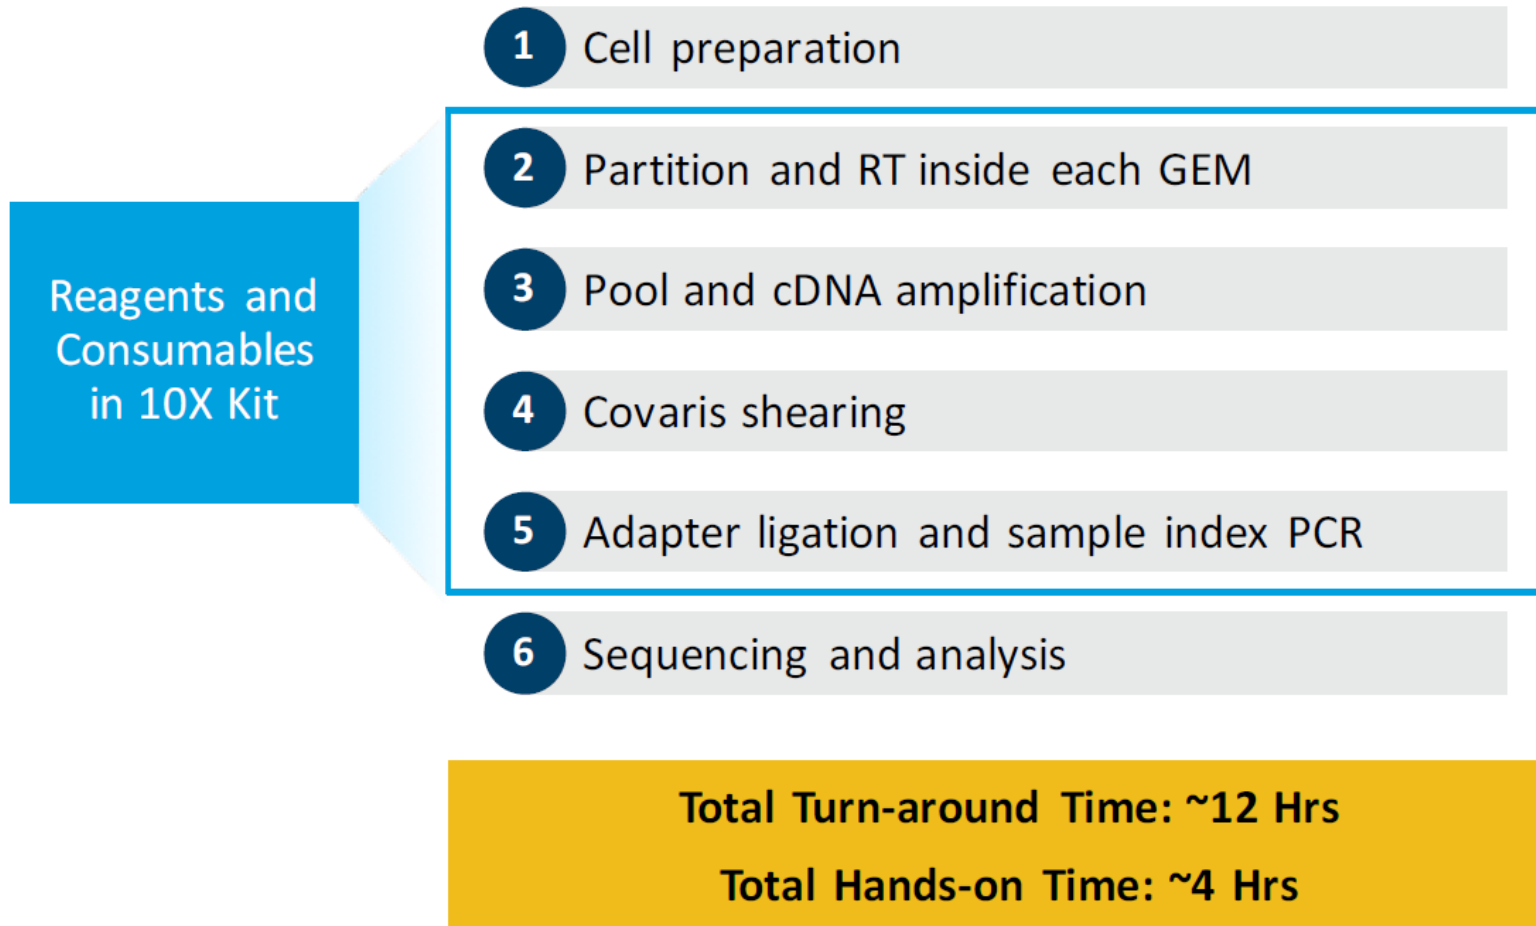 1 Cell preparation
2 Partition and RT inside each GEM
3 Pool and cDNA amplification
4 Covaris shearing
5 Adapter ligation and sample index PCR
6 Sequencing and analysis
Reagents and
Consumables
in 10X Kit
Total Turn-around Time: ~12 Hrs
Total Hands-on Time: ~4 Hrs